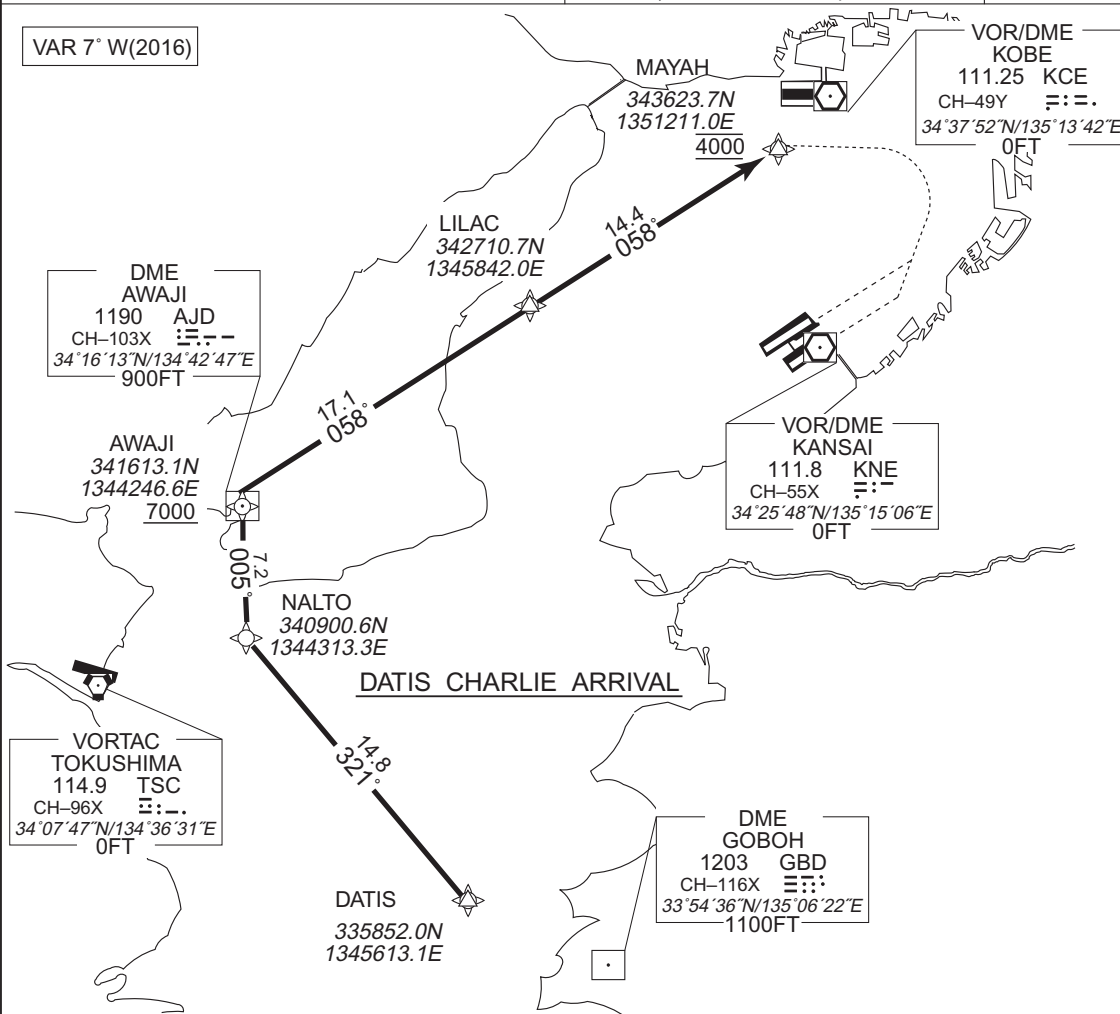 VAR 7° W(2016)
VOR/DME
KOBE
111.25 KCE
CH–49Y
34°37´52˝N/135°13´42˝E
0FT
MAYAH
343623.7N
1351211.0E
4000
14.4
058°
LILAC
342710.7N
1345842.0E
DME
AWAJI
1190 AJD
CH–103X
34°16´13˝N/134°42´47˝E
900FT
17.1
058°
AWAJI
341613.1N
1344246.6E
7000
VOR/DME
KANSAI
111.8 KNE
CH–55X
34°25´48˝N/135°15´06˝E
0FT
7.2
005°
NALTO
340900.6N
1344313.3E
DATIS CHARLIE ARRIVAL
14.8
321°
VORTAC
TOKUSHIMA
114.9 TSC
CH–96X
34°07´47˝N/134°36´31˝E
0FT
DME
GOBOH
1203 GBD
CH–116X
33°54´36˝N/135°06´22˝E
1100FT
DATIS
335852.0N
1345613.1E